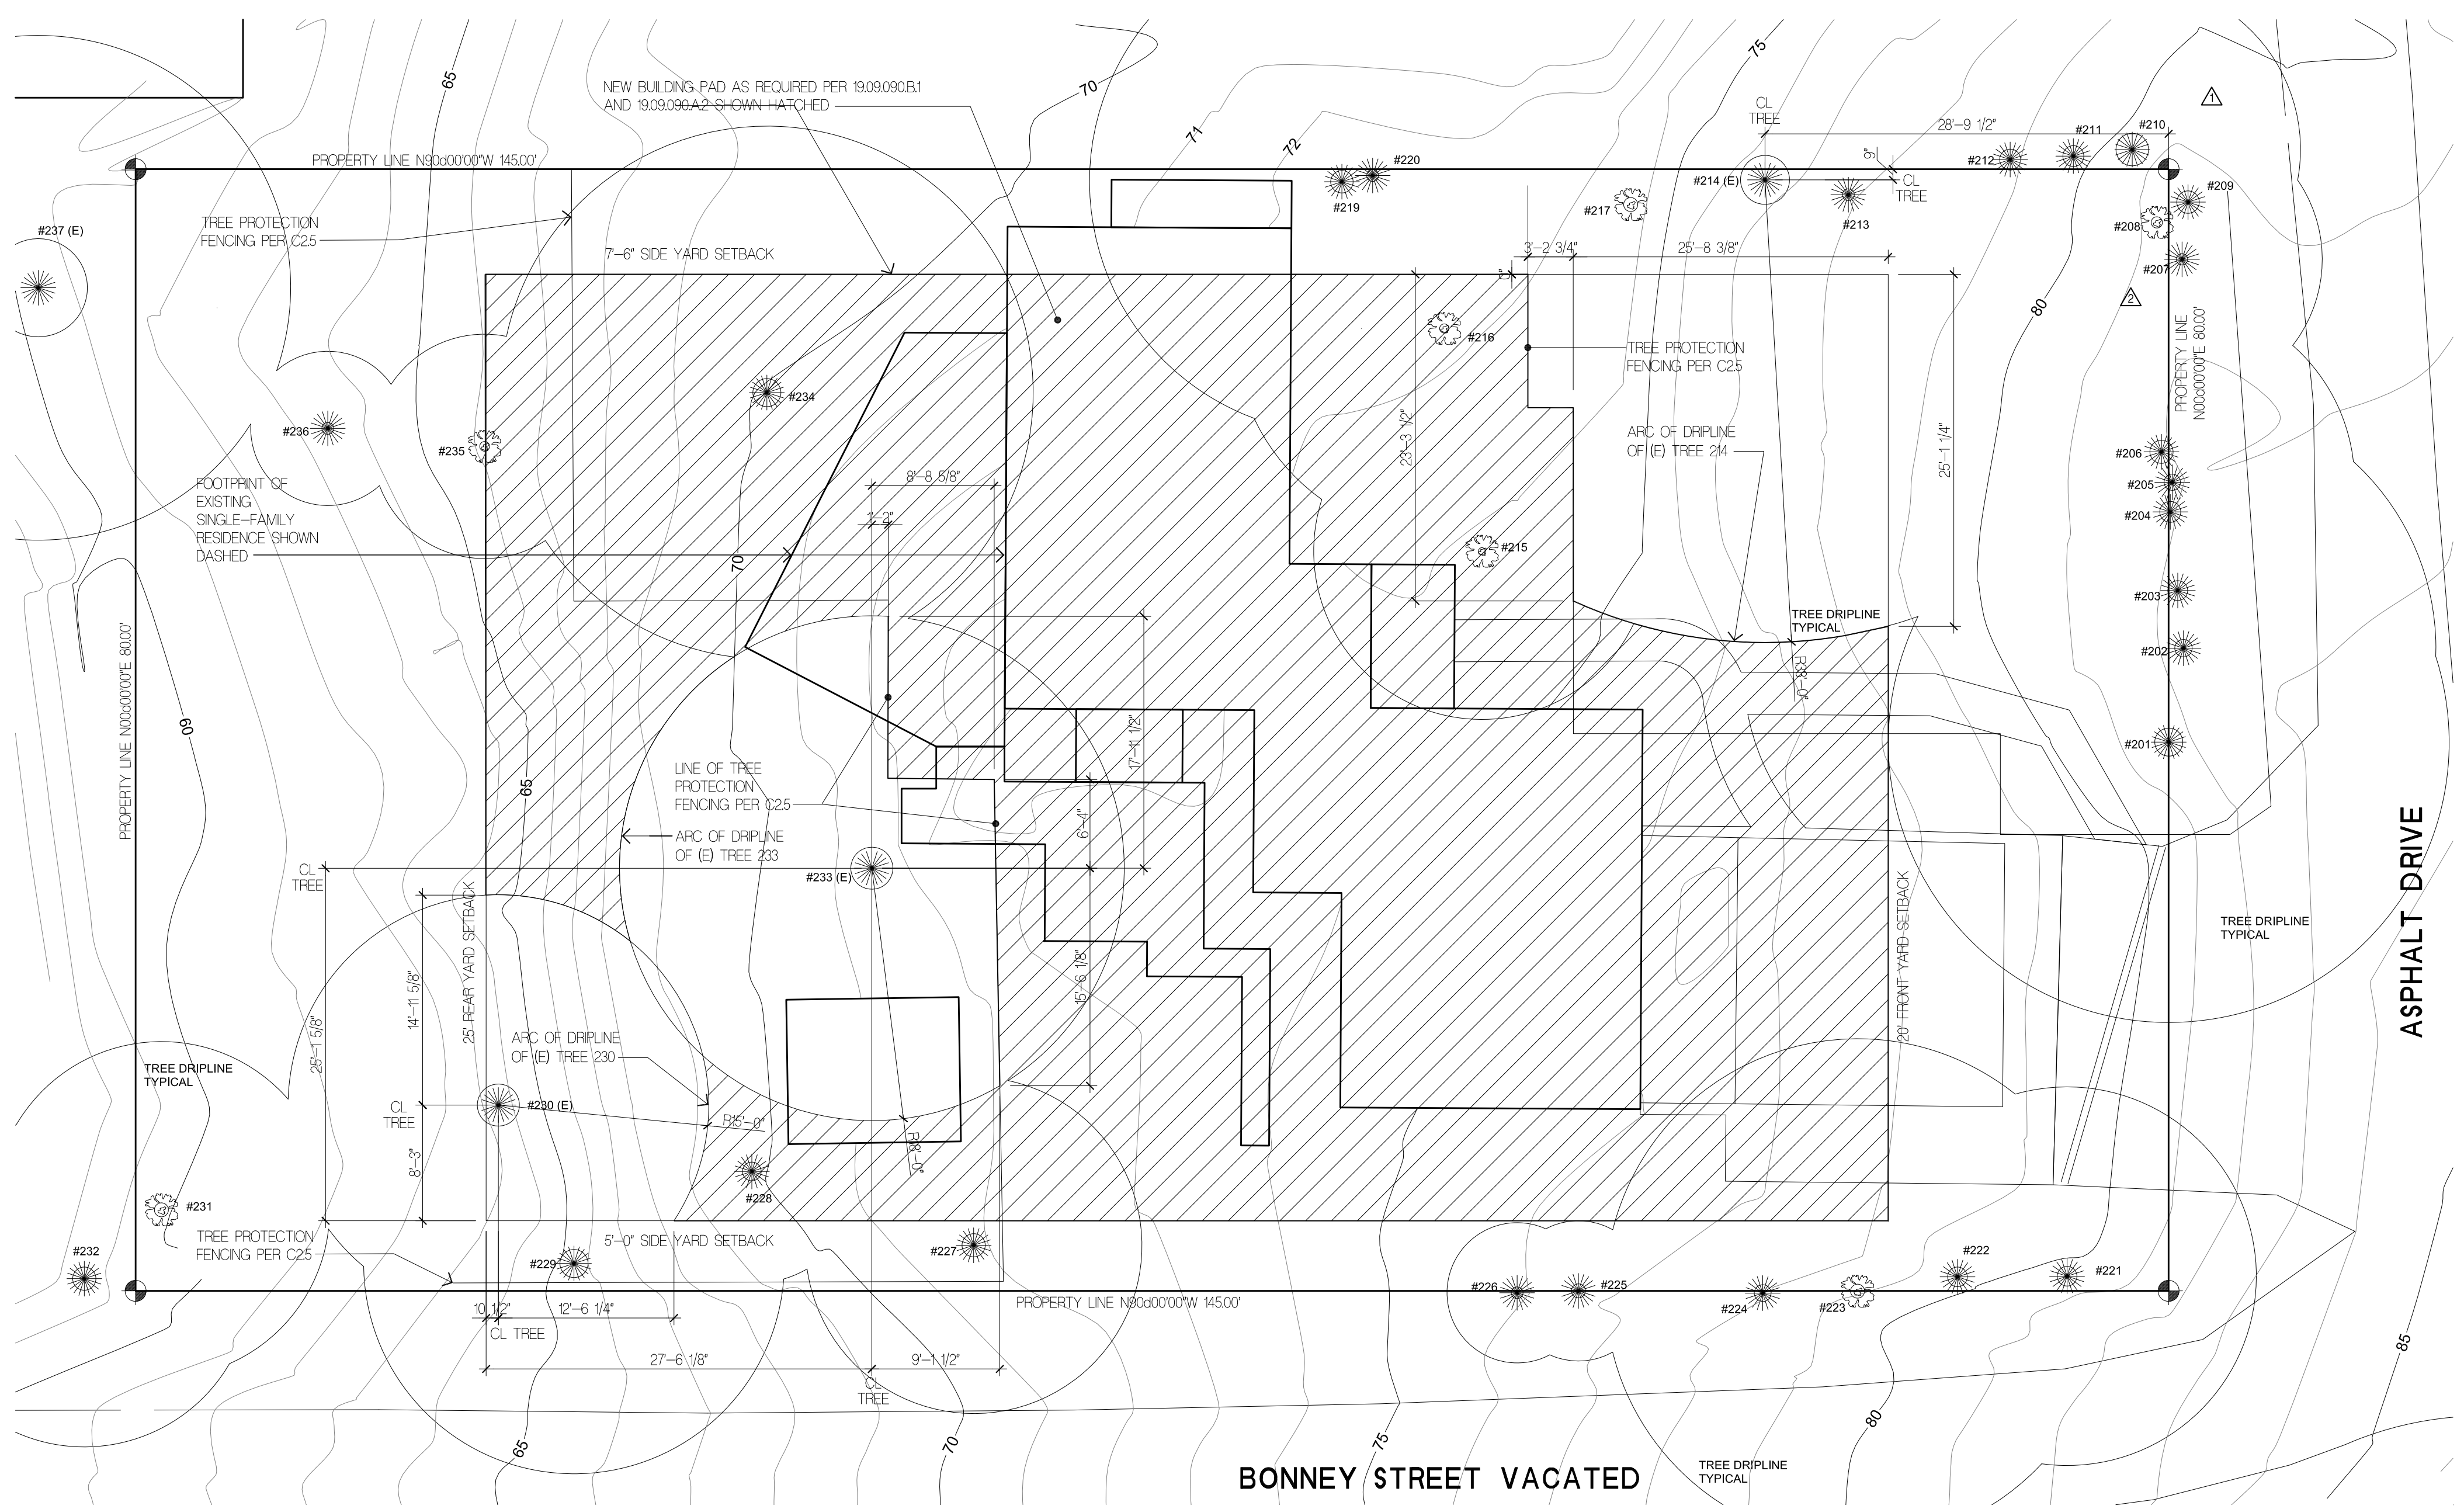 65
NEW BUILDING PAD AS REQUIRED PER 19.09.090.B.1
AND 19.09.090.A.2 SHOWN HATCHED
70
71
72
75
CL
TREE
28'-9 1/2"
1
#212
#211
#210
PROPERTY LINE N90d00'00"W 145.00'
#219
#220
#217
#214 (E)
9"
CL
TREE
#213
#209
#208
#207
2
#237 (E)
TREE PROTECTION
FENCING PER C2.5
7'-6" SIDE YARD SETBACK
3'-2 3/4"
25'-8 3/8"
0"
80
PROPERTY LINE
N00d00'00"E 80.00'
#216
TREE PROTECTION
FENCING PER C2.5
#234
#236
#235
23'-3 1/2"
ARC OF DRIPLINE
OF (E) TREE 214
25'-1 1/4"
#206
#205
#204
FOOTPRINT OF
EXISTING
SINGLE-FAMILY
RESIDENCE SHOWN
DASHED
8'-8 5/8"
1'-2"
70
#215
#203
#202
TREE DRIPLINE
TYPICAL
R33'-0"
PROPERTY LINE N00d00'00"E 80.00'
60
65
17'-11 1/2"
#201
LINE OF TREE
PROTECTION
FENCING PER C2.5
6'-4"
ARC OF DRIPLINE
OF (E) TREE 233
CL
TREE
#233 (E)
ASPHALT DRIVE
25' REAR YARD SETBACK
20' FRONT YARD SETBACK
TREE DRIPLINE
TYPICAL
14'-11 5/8"
15'-6 1/8"
25'-1 5/8"
ARC OF DRIPLINE
OF (E) TREE 230
TREE DRIPLINE
TYPICAL
CL
TREE
#230 (E)
R15'-0"
R18'-0"
8'-3"
#228
#231
TREE PROTECTION
FENCING PER C2.5
#232
#229
5'-0" SIDE YARD SETBACK
#227
#226
#225
#224
#223
#222
#221
PROPERTY LINE N90d00'00"W 145.00'
10 1/2"
12'-6 1/4"
CL TREE
27'-6 1/8"
9'-1 1/2"
CL
TREE
65
70
75
80
85
BONNEY STREET VACATED
TREE DRIPLINE
TYPICAL